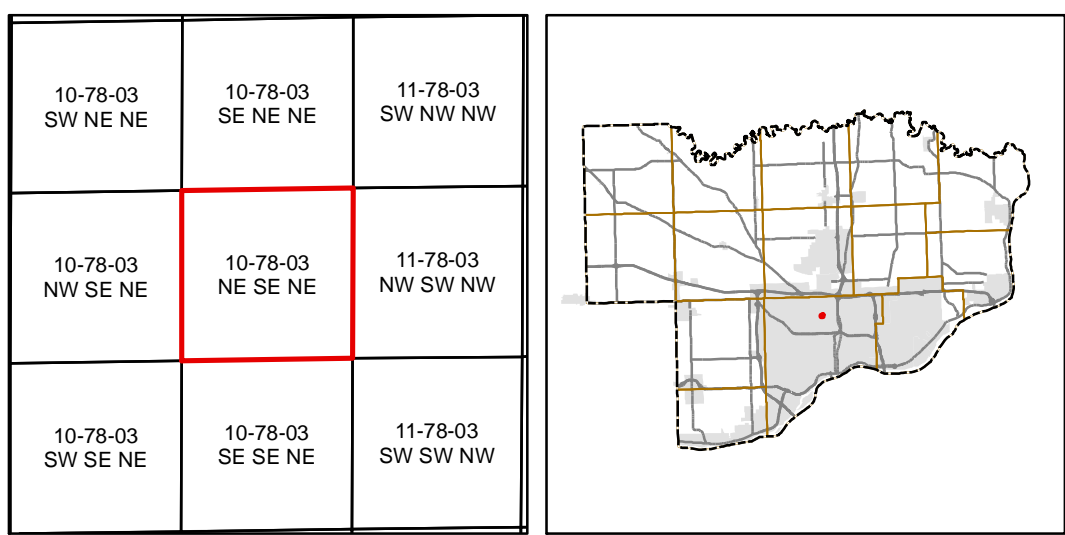 10-78-03
SW NE NE
10-78-03
SE NE NE
11-78-03
SW NW NW
10-78-03
NW SE NE
10-78-03
NE SE NE
11-78-03
NW SW NW
10-78-03
SW SE NE
10-78-03
SE SE NE
11-78-03
SW SW NW